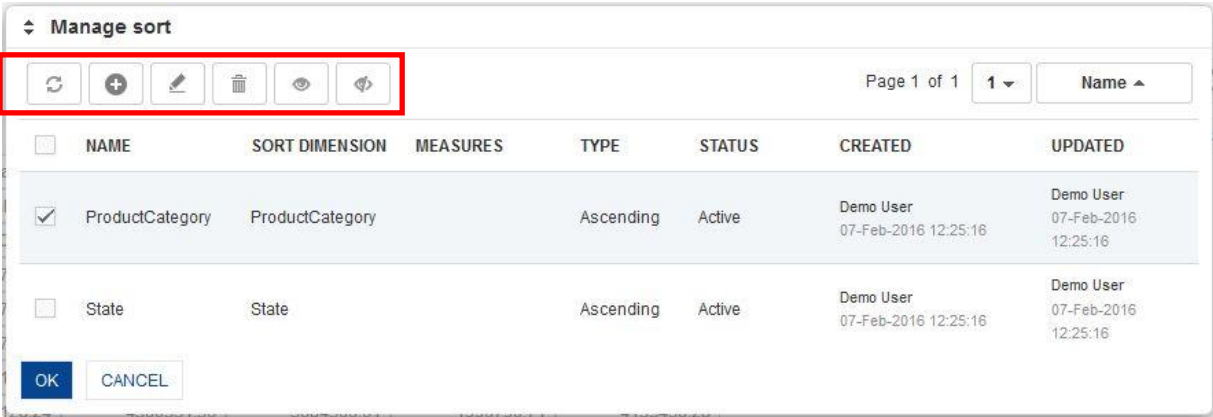 Manage sort
Page 1 of 1 1 Name
NAME SORT DIMENSION MEASURES TYPE STATUS CREATED UPDATED
ProductCategory ProductCategory Ascending Active Demo User 07-Feb-2016 12:25:16 Demo User 07-Feb-2016 12:25:16
State State Ascending Active Demo User 07-Feb-2016 12:25:16 Demo User 07-Feb-2016 12:25:16
OK CANCEL